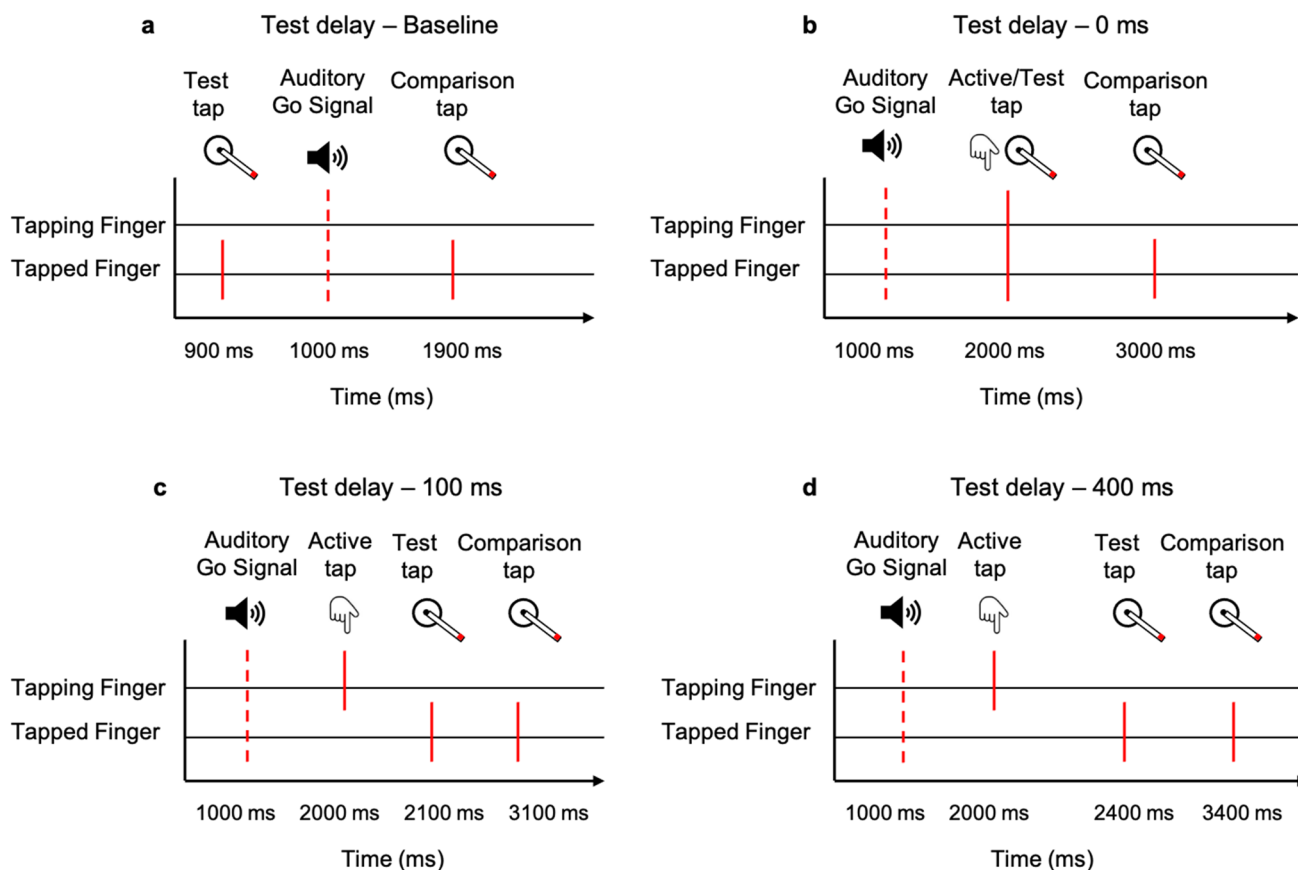 a Test delay – Baseline
Test tap
Auditory Go Signal
Comparison tap
Tapping Finger
Tapped Finger
900 ms 1000 ms 1900 ms
Time (ms)
b Test delay – 0 ms
Auditory Go Signal
Active/Test tap
Comparison tap
Tapping Finger
Tapped Finger
1000 ms 2000 ms 3000 ms
Time (ms)
c Test delay – 100 ms
Auditory Go Signal
Active tap
Test tap
Comparison tap
Tapping Finger
Tapped Finger
1000 ms 2000 ms 2100 ms 3100 ms
Time (ms)
d Test delay – 400 ms
Auditory Go Signal
Active tap
Test tap
Comparison tap
Tapping Finger
Tapped Finger
1000 ms 2000 ms 2400 ms 3400 ms
Time (ms)